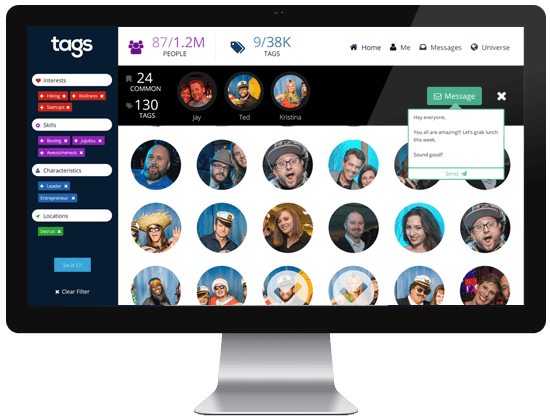 tags
87/1.2M
PEOPLE
9/38K
TAGS
Home
Me
Messages
Universe
Interests
Hiking
Wellness
Startups
Skills
Boxing
Jujutsu
Awesomeness
Characteristics
Leader
Entrepreneur
Locations
Detroit
Search
Clear Filter
24
COMMON
130
TAGS
Jay
Ted
Kristina
Message
Hey everyone,
You all are amazing!!! Let's grab lunch
this week.
Sound good?
Send